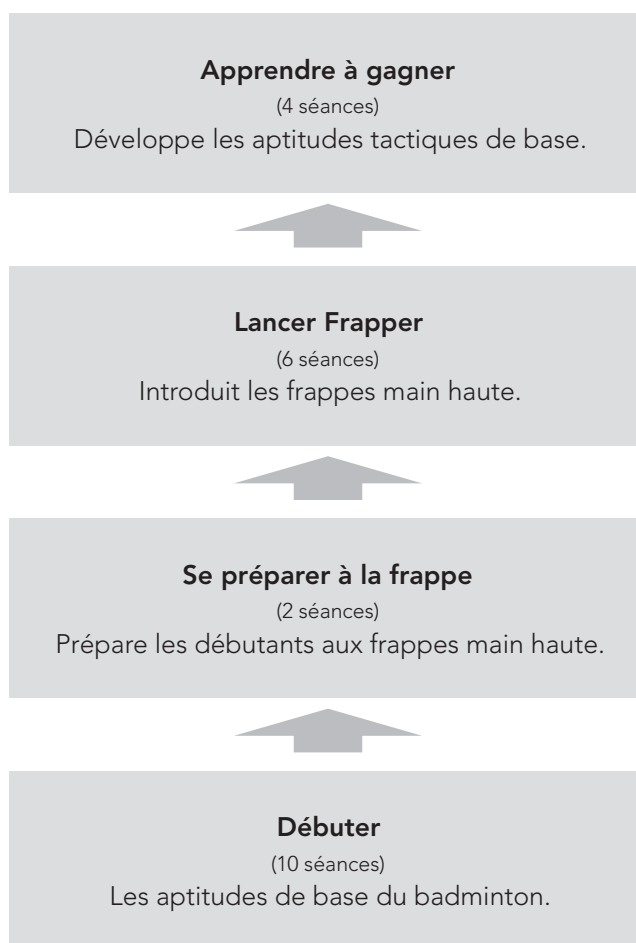 Apprendre à gagner
(4 séances)
Développe les aptitudes tactiques de base.
Lancer Frapper
(6 séances)
Introduit les frappes main haute.
Se préparer à la frappe
(2 séances)
Prépare les débutants aux frappes main haute.
Débuter
(10 séances)
Les aptitudes de base du badminton.